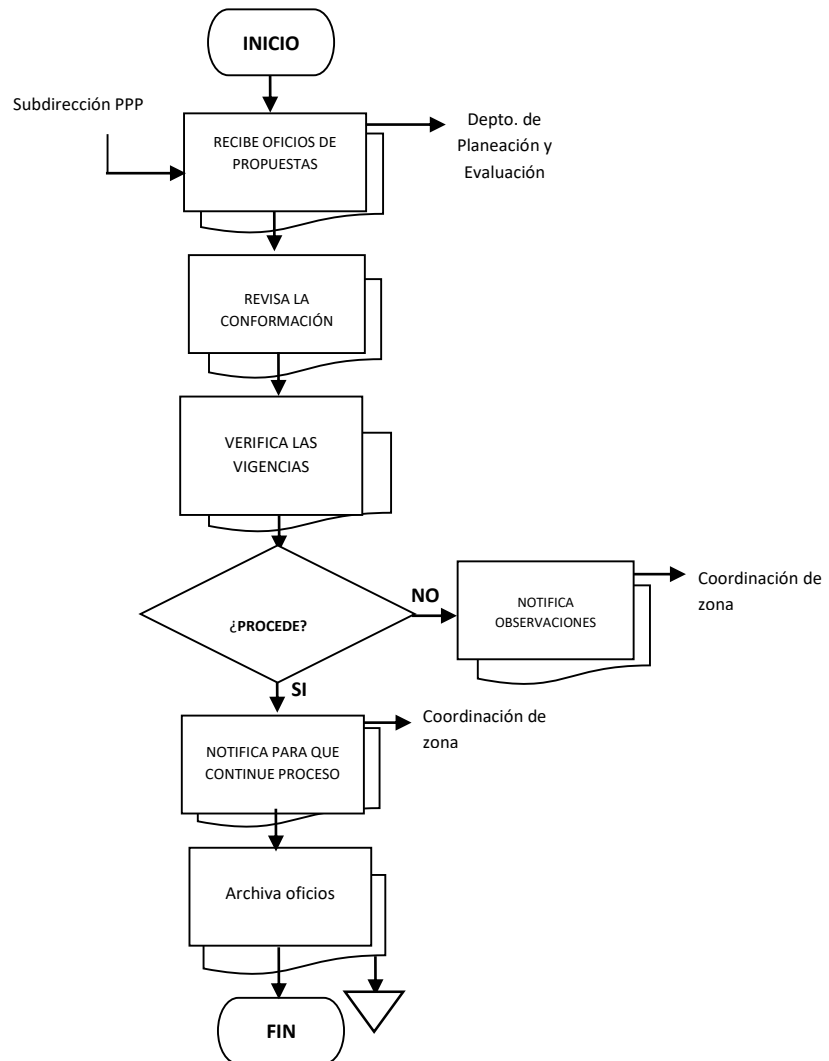 INICIO
Subdirección PPP
RECIBE OFICIOS DE
PROPUESTAS
Depto. de
Planeación y
Evaluación
REVISA LA
CONFORMACIÓN
VERIFICA LAS
VIGENCIAS
¿PROCEDE?
NO
NOTIFICA
OBSERVACIONES
Coordinación de
zona
SI
NOTIFICA PARA QUE
CONTINUE PROCESO
Coordinación de
zona
Archiva oficios
FIN